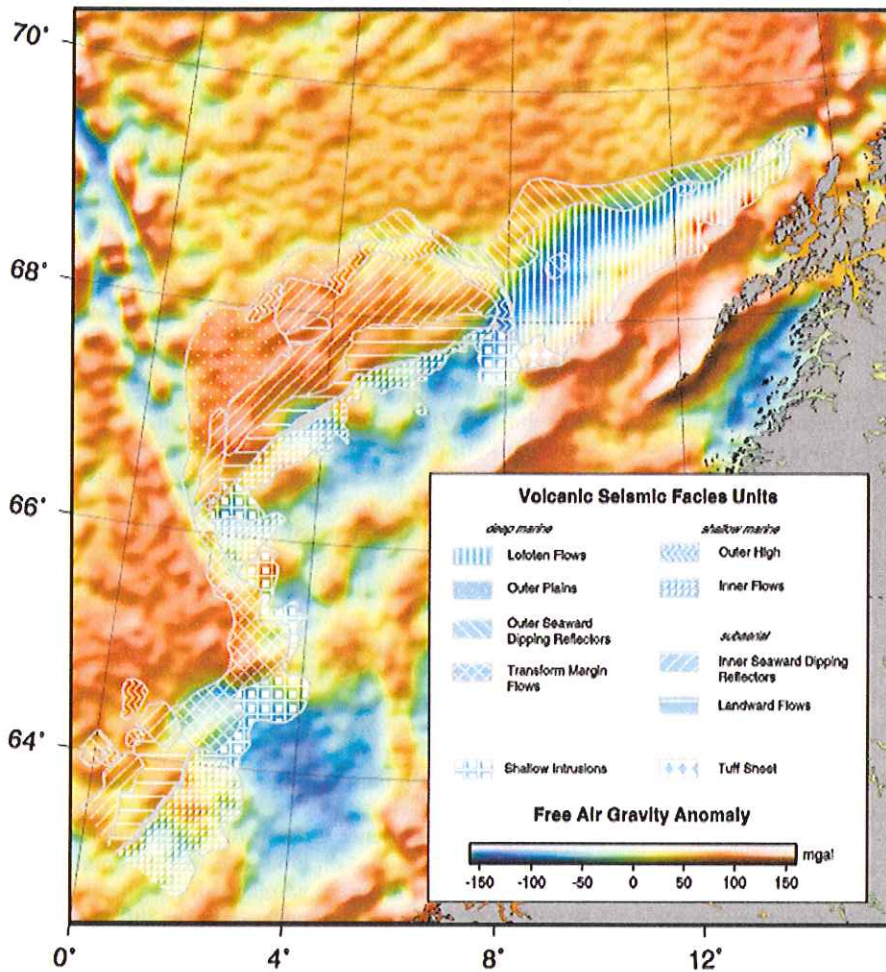 70°
68°
66°
64°
0°
4°
8°
12°
Volcanic Seismic Facies Units
deep marine
Lofoten Flows
Outer Plains
Outer Seaward
Dipping Reflectors
Transform Margin
Flows
Shallow Intrusions
shallow marine
Outer High
Inner Flows
subaerial
Inner Seaward Dipping
Reflectors
Landward Flows
Tuff Sheet
Free Air Gravity Anomaly
mgal
-150 -100 -50 0 50 100 150